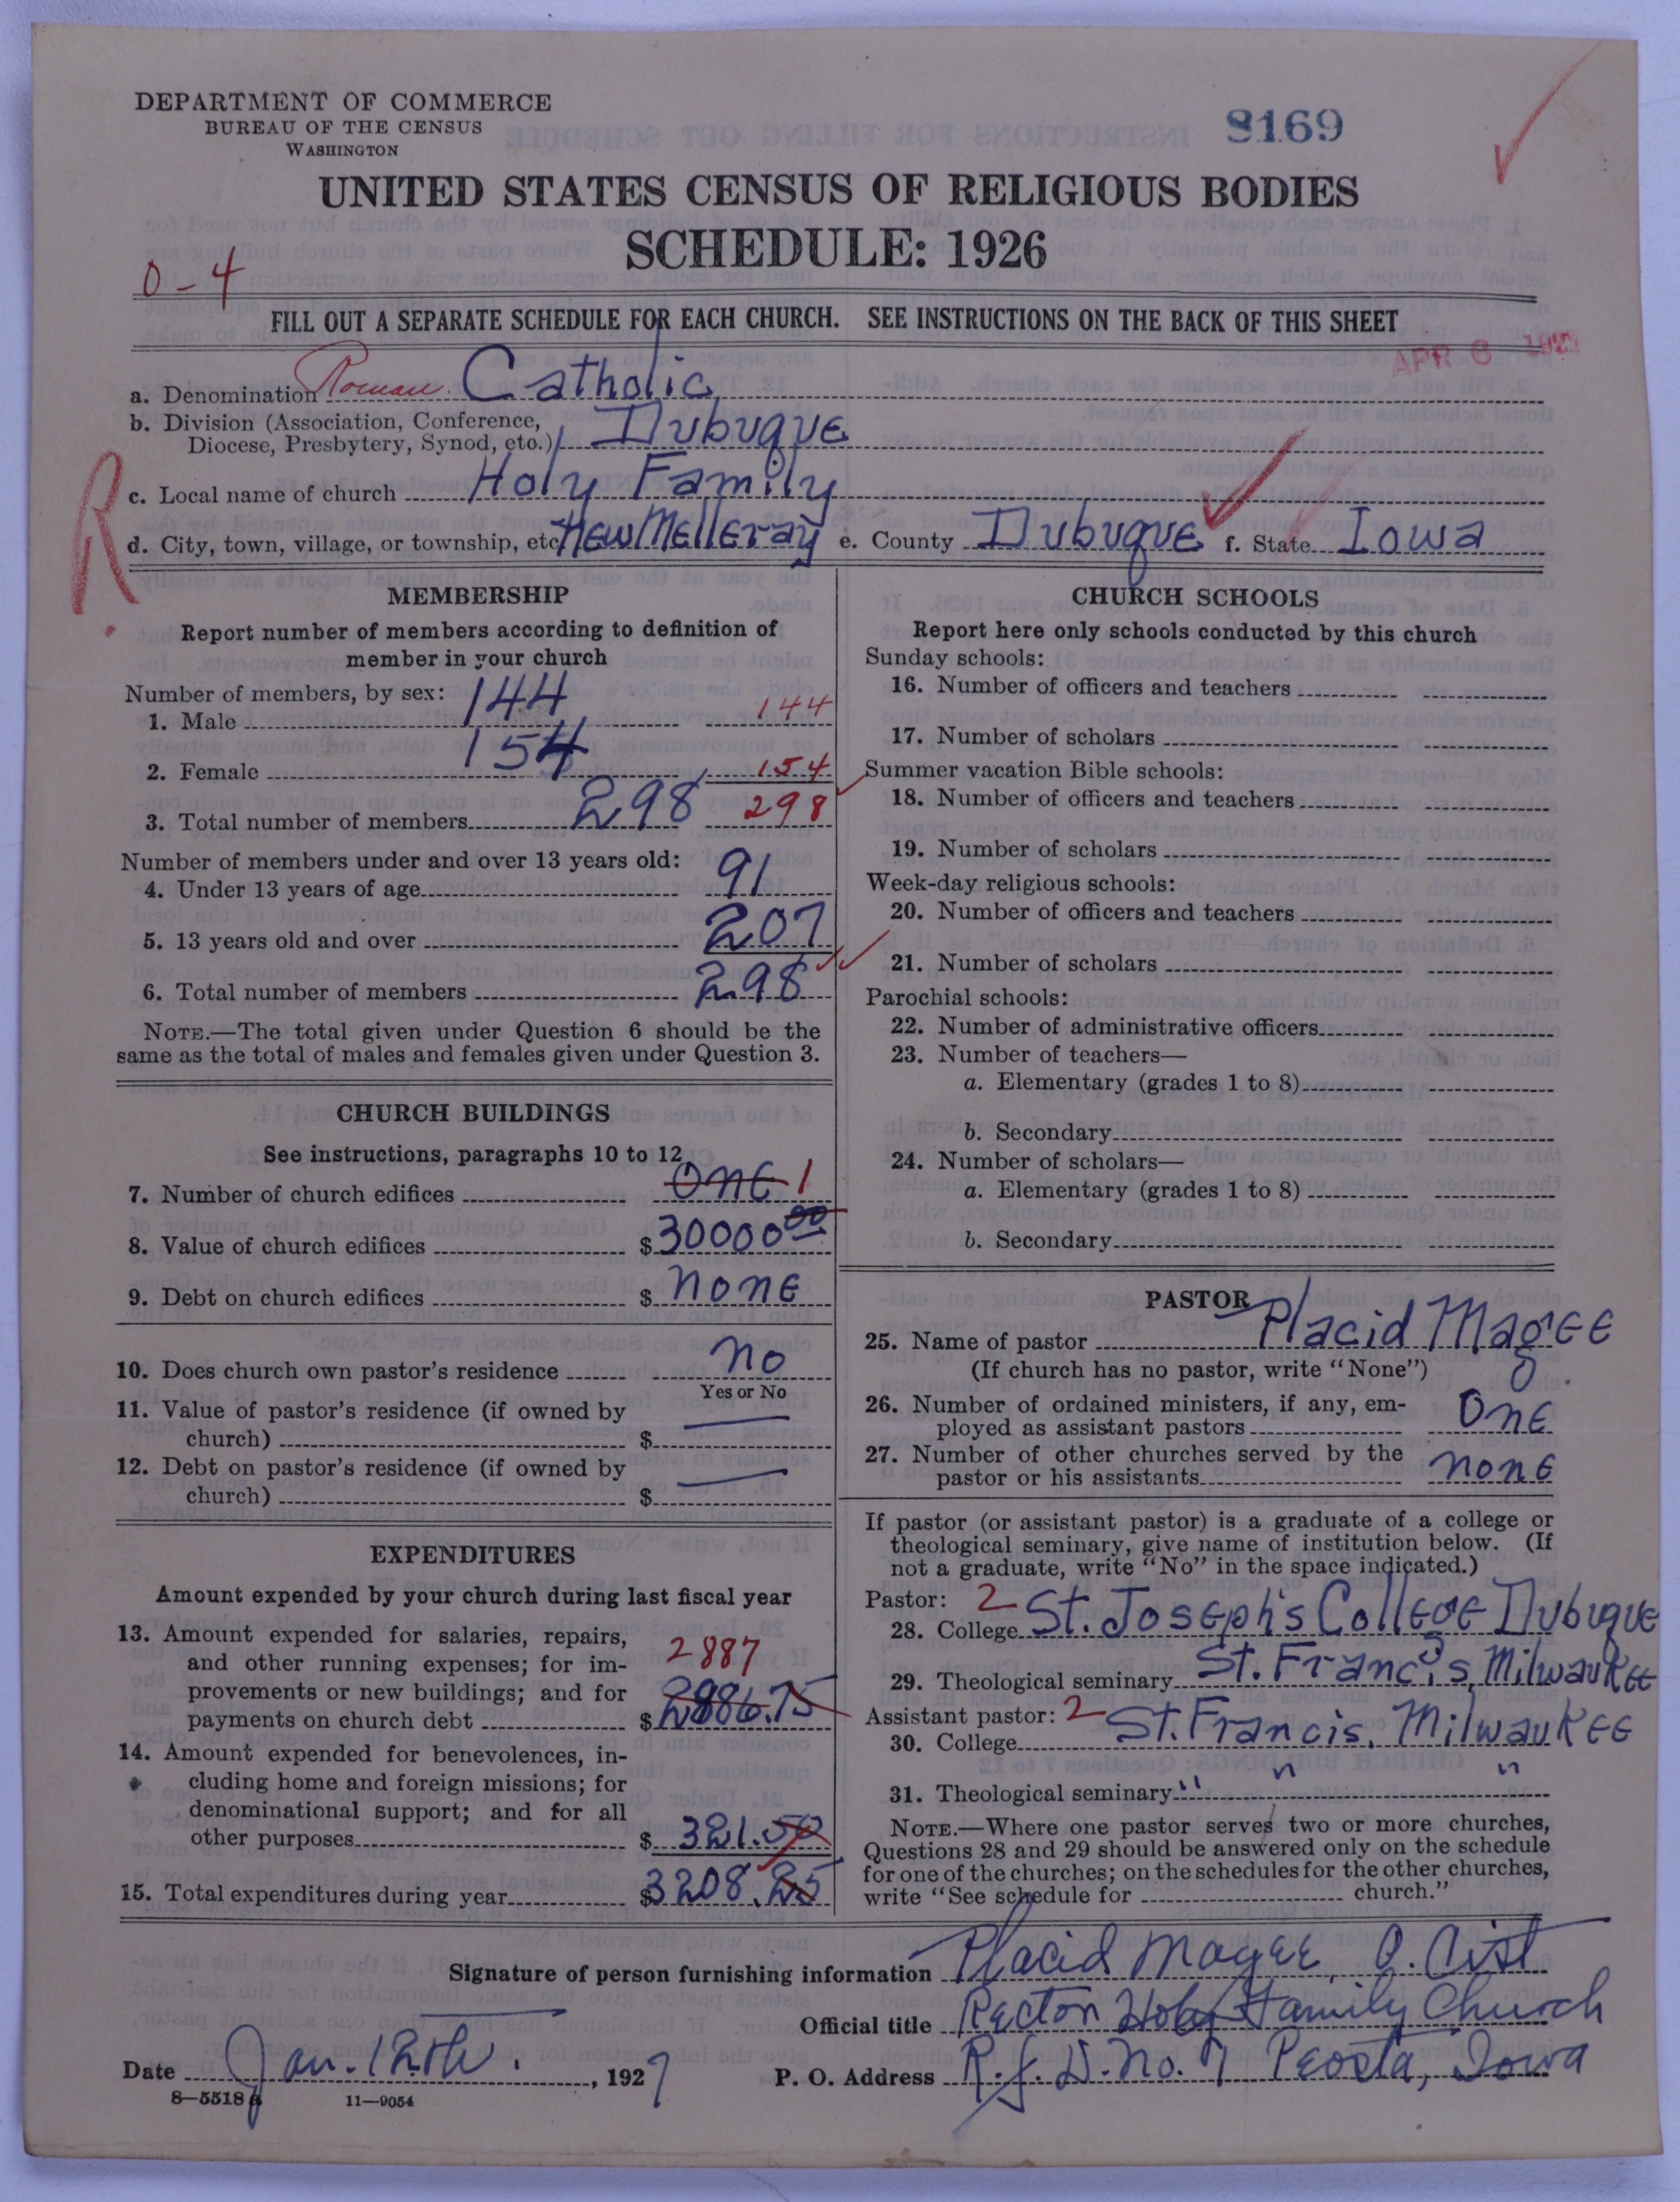 DEPARTMENT OF COMMERCE
BUREAU OF THE CENSUS
WASHINGTON
8169
UNITED STATES CENSUS OF RELIGIOUS BODIES
SCHEDULE: 1926
0-4
FILL OUT A SEPARATE SCHEDULE FOR EACH CHURCH. SEE INSTRUCTIONS ON THE BACK OF THIS SHEET
APR 6
a. Denomination Roman Catholic
b. Division (Association, Conference, Diocese, Presbytery, Synod, etc.) Dubuque
R.
c. Local name of church Holy Family
d. City, town, village, or township, etc. New Melleray e. County Dubuque f. State Iowa
MEMBERSHIP
Report number of members according to definition of
member in your church
Number of members, by sex:
1. Male 144 144
2. Female 154 154
3. Total number of members 298 298
Number of members under and over 13 years old:
4. Under 13 years of age 91
5. 13 years old and over 207
6. Total number of members 298
NOTE.—The total given under Question 6 should be the
same as the total of males and females given under Question 3.
CHURCH BUILDINGS
See instructions, paragraphs 10 to 12
7. Number of church edifices ONE 1
8. Value of church edifices $30000 00
9. Debt on church edifices $ NONE
10. Does church own pastor's residence No
Yes or No
11. Value of pastor's residence (if owned by
church) $ —
12. Debt on pastor's residence (if owned by
church) $ —
EXPENDITURES
Amount expended by your church during last fiscal year
13. Amount expended for salaries, repairs,
and other running expenses; for im- 2887
provements or new buildings; and for
payments on church debt $ 2886.75
14. Amount expended for benevolences, in-
cluding home and foreign missions; for
denominational support; and for all
other purposes $ 321.50
15. Total expenditures during year $3208.25
CHURCH SCHOOLS
Report here only schools conducted by this church
Sunday schools:
16. Number of officers and teachers
17. Number of scholars
Summer vacation Bible schools:
18. Number of officers and teachers
19. Number of scholars
Week-day religious schools:
20. Number of officers and teachers
21. Number of scholars
Parochial schools:
22. Number of administrative officers
23. Number of teachers—
a. Elementary (grades 1 to 8)
b. Secondary
24. Number of scholars—
a. Elementary (grades 1 to 8)
b. Secondary
PASTOR
25. Name of pastor Placid Magee
(If church has no pastor, write "None")
26. Number of ordained ministers, if any, em-
ployed as assistant pastors One
27. Number of other churches served by the
pastor or his assistants none
If pastor (or assistant pastor) is a graduate of a college or
theological seminary, give name of institution below. (If
not a graduate, write "No" in the space indicated.)
Pastor: 2
28. College St. Joseph's College Dubuque
29. Theological seminary St. Francis, Milwaukee
Assistant pastor: 2
30. College St. Francis, Milwaukee
31. Theological seminary " " "
NOTE.—Where one pastor serves two or more churches,
Questions 28 and 29 should be answered only on the schedule
for one of the churches; on the schedules for the other churches,
write "See schedule for church."
Signature of person furnishing information Placid Magee, O. Cist
Official title Rector Holy Family Church
Date Jan. 12th. , 1927 P. O. Address R.f.D. No. 7 Peosta, Iowa
8—5518 a 11—9054